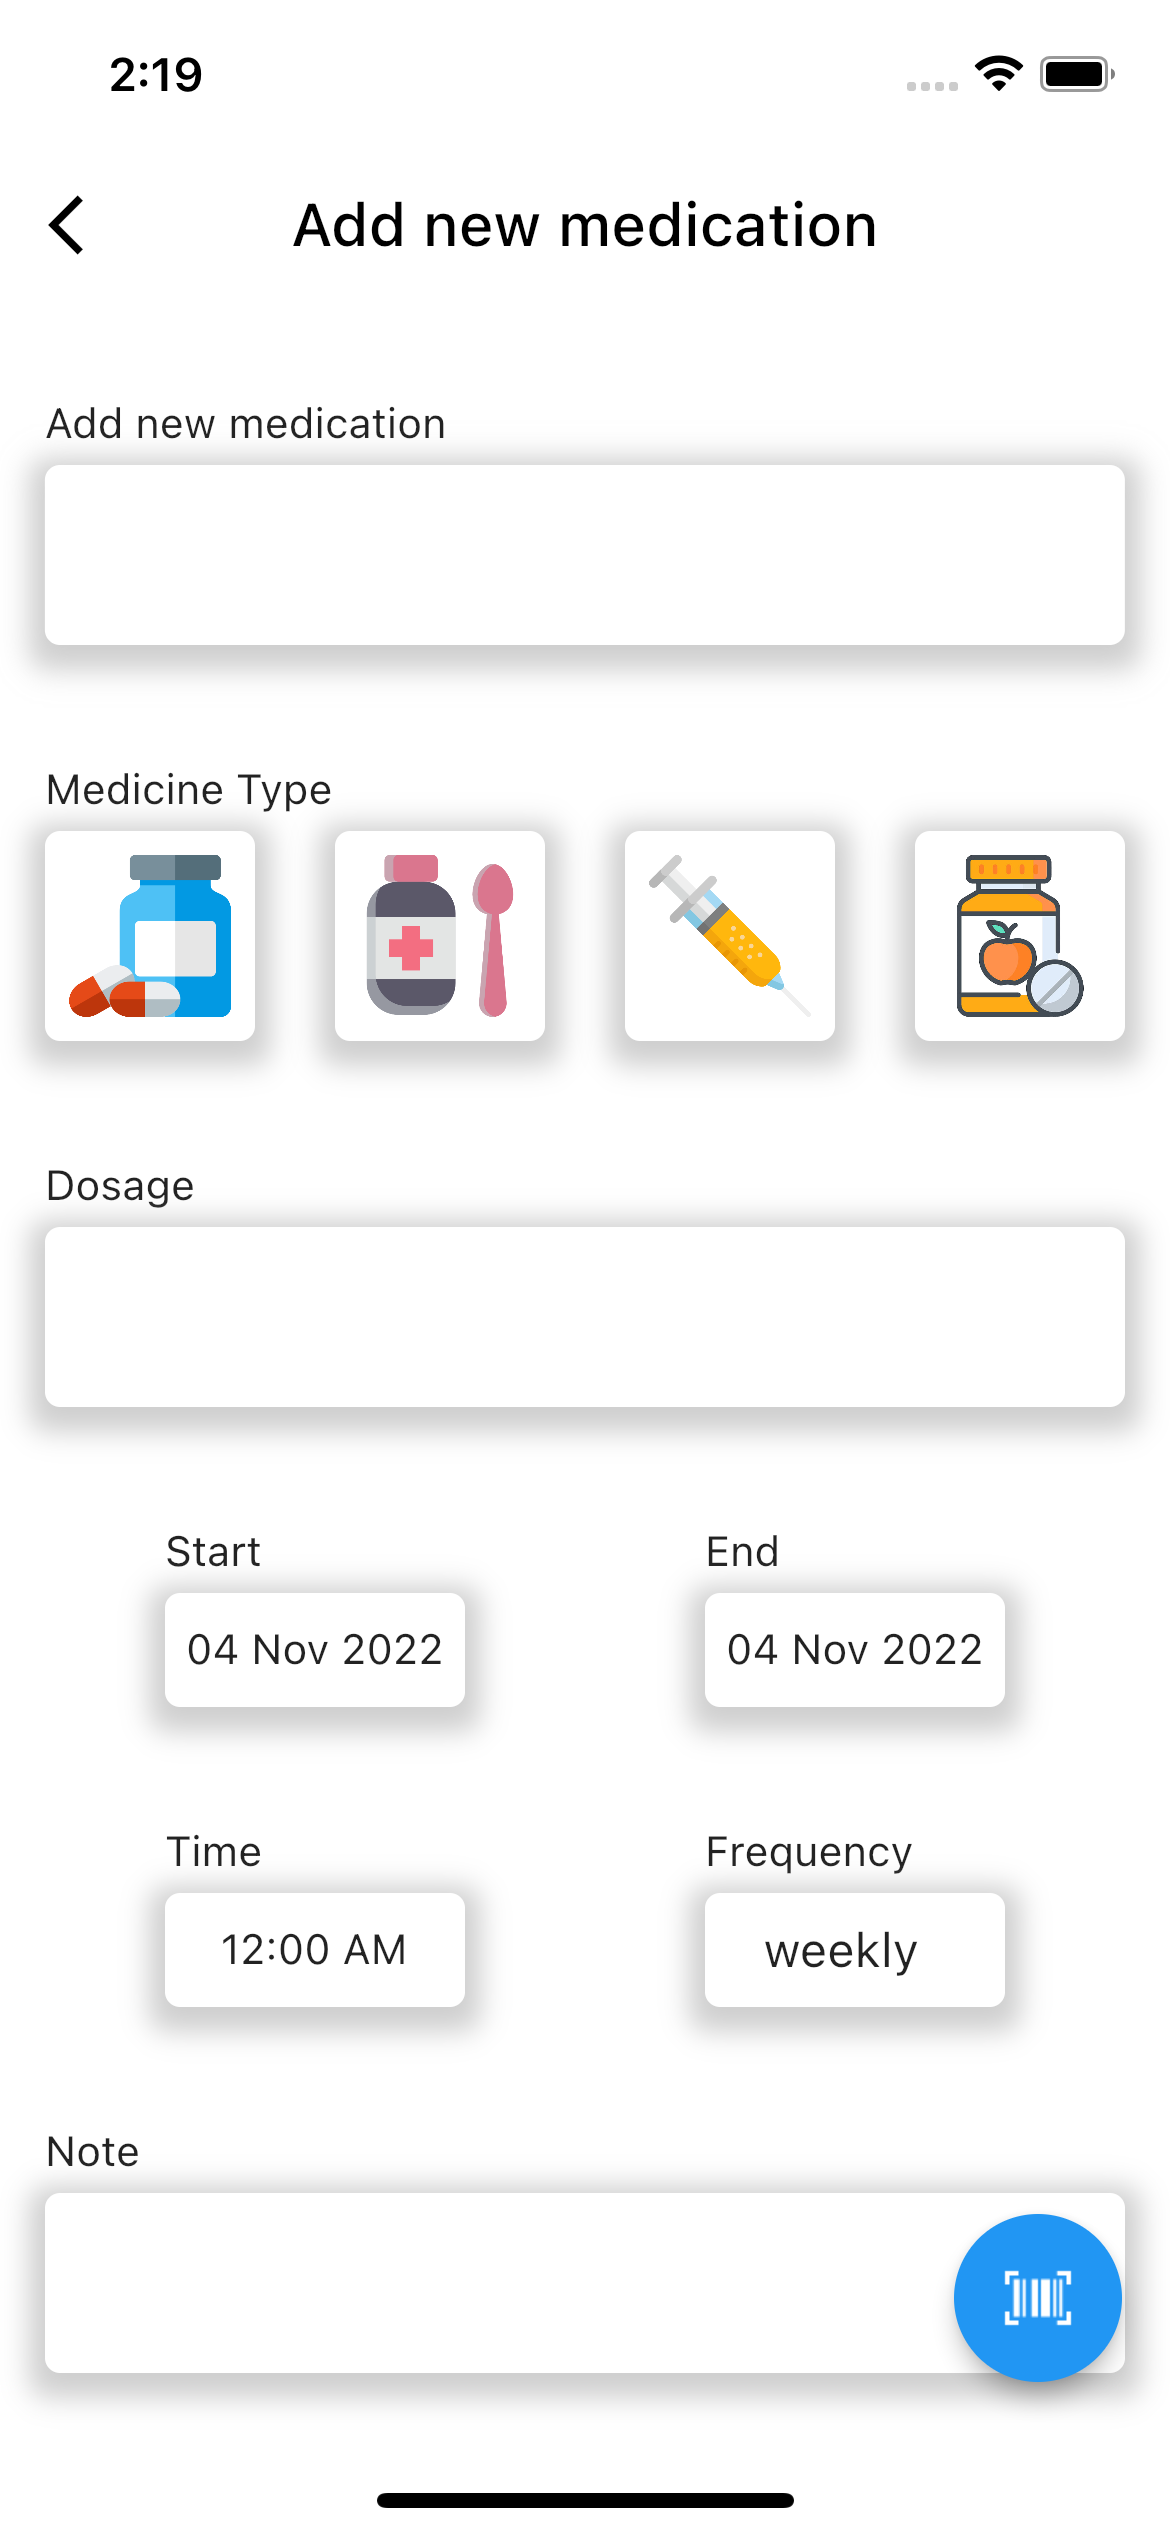 2:19
Add new medication
Add new medication
Medicine Type
Dosage
Start
End
04 Nov 2022
04 Nov 2022
Time
Frequency
12:00 AM
weekly
Note